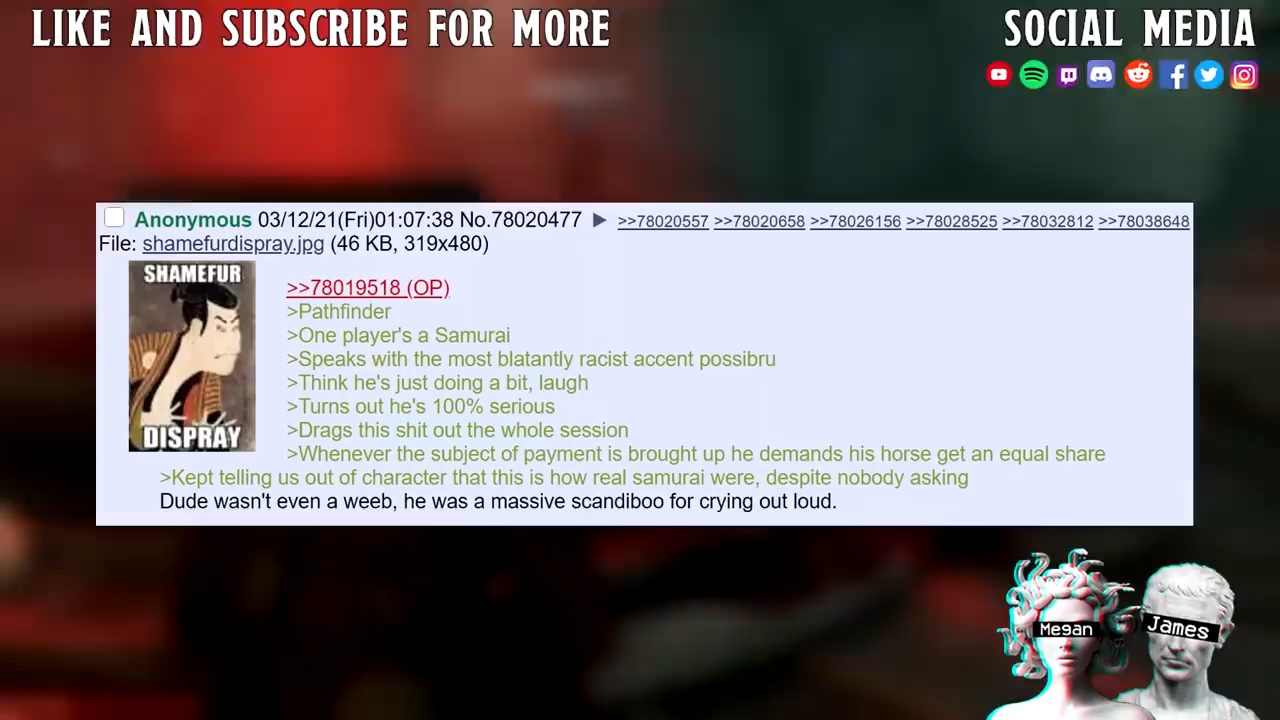 LIKE AND SUBSCRIBE FOR MORE
SOCIAL MEDIA
Anonymous 03/12/21(Fri)01:07:38 No.78020477 ▶ >>78020557 >>78020658 >>78026156 >>78028525 >>78032812 >>78038648
File: shamefurdispray.jpg (46 KB, 319x480)
SHAMEFUR
DISPRAY
>>78019518 (OP)
>Pathfinder
>One player's a Samurai
>Speaks with the most blatantly racist accent possibru
>Think he's just doing a bit, laugh
>Turns out he's 100% serious
>Drags this shit out the whole session
>Whenever the subject of payment is brought up he demands his horse get an equal share
>Kept telling us out of character that this is how real samurai were, despite nobody asking
Dude wasn't even a weeb, he was a massive scandiboo for crying out loud.
Megan
James